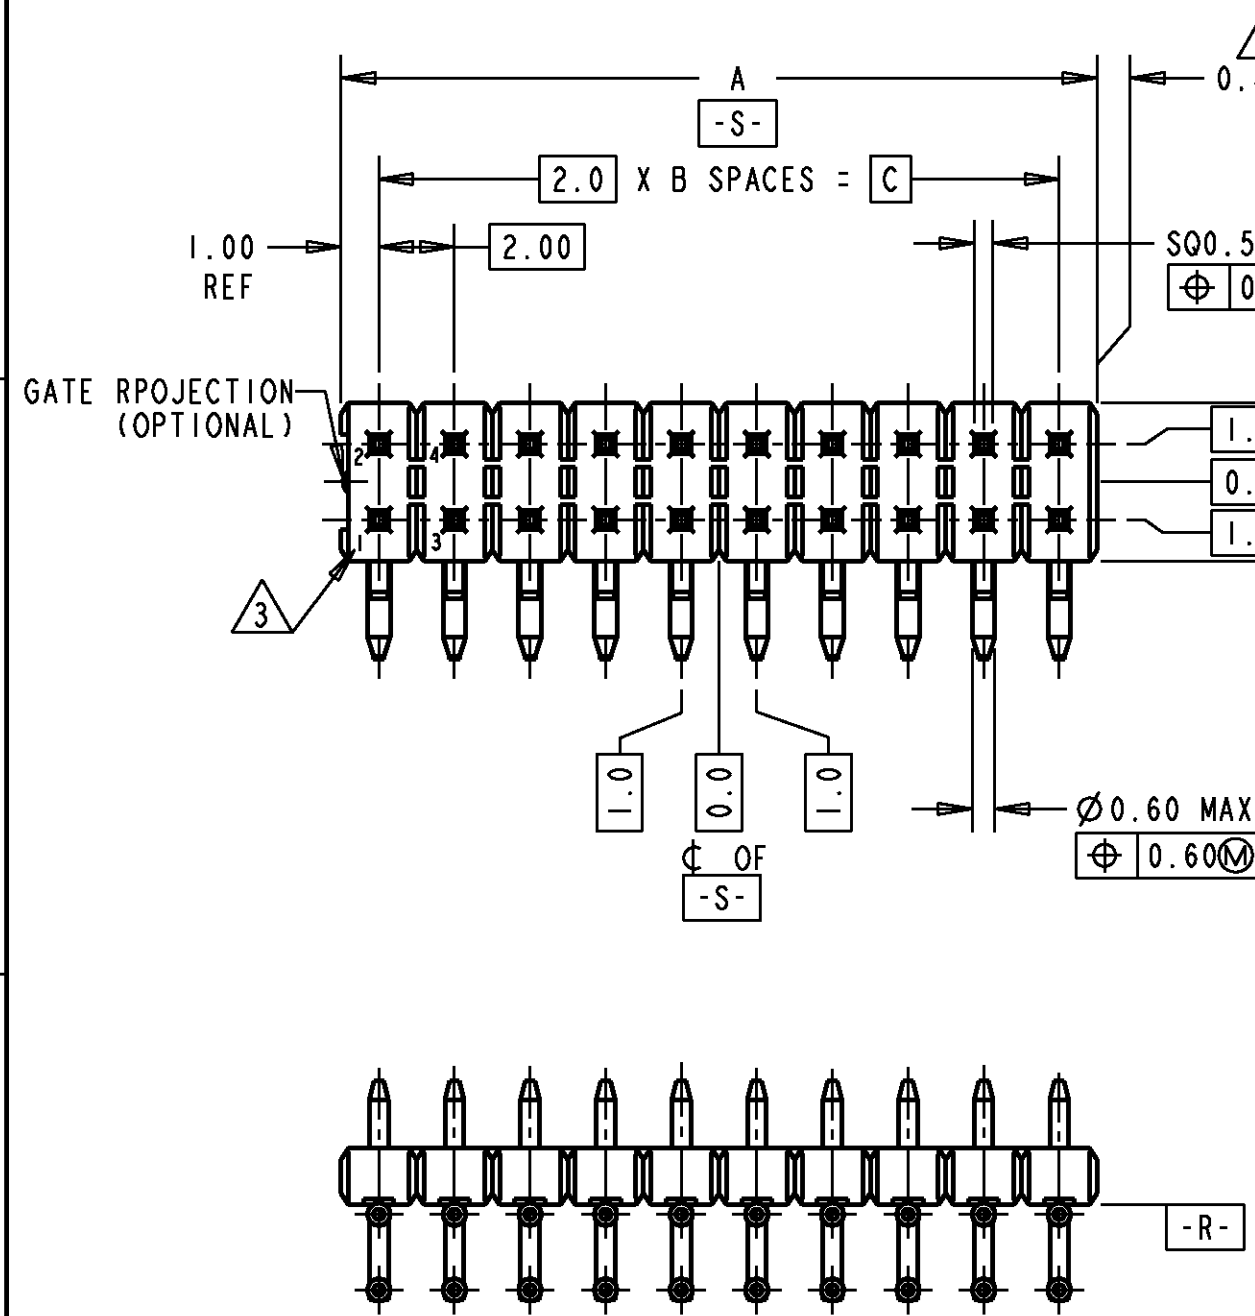 A
0.
-S-
2.0 X B SPACES = C
1.00
REF
2.00
SQ0.5
⌖ 0
GATE RPOJECTION
(OPTIONAL)
2 4
1 3
1.
0.
1.
3
1.0 0.0 1.0
℄ OF
-S-
Ø0.60 MAX
⌖ 0.60Ⓜ
-R-